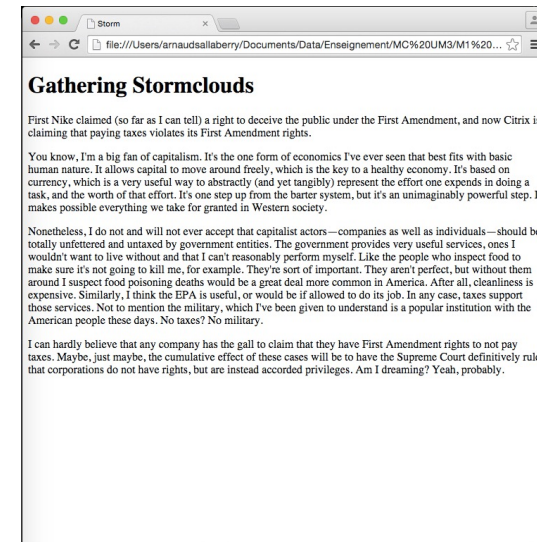 Storm
file:///Users/arnaudsallaberry/Documents/Data/Enseignement/MC%20UM3/M1%20...
Gathering Stormclouds
First Nike claimed (so far as I can tell) a right to deceive the public under the First Amendment, and now Citrix is
claiming that paying taxes violates its First Amendment rights.
You know, I'm a big fan of capitalism. It's the one form of economics I've ever seen that best fits with basic
human nature. It allows capital to move around freely, which is the key to a healthy economy. It's based on
currency, which is a very useful way to abstractly (and yet tangibly) represent the effort one expends in doing a
task, and the worth of that effort. It's one step up from the barter system, but it's an unimaginably powerful step. I
makes possible everything we take for granted in Western society.
Nonetheless, I do not and will not ever accept that capitalist actors—companies as well as individuals—should be
totally unfettered and untaxed by government entities. The government provides very useful services, ones I
wouldn't want to live without and that I can't reasonably perform myself. Like the people who inspect food to
make sure it's not going to kill me, for example. They're sort of important. They aren't perfect, but without them
around I suspect food poisoning deaths would be a great deal more common in America. After all, cleanliness is
expensive. Similarly, I think the EPA is useful, or would be if allowed to do its job. In any case, taxes support
those services. Not to mention the military, which I've been given to understand is a popular institution with the
American people these days. No taxes? No military.
I can hardly believe that any company has the gall to claim that they have First Amendment rights to not pay
taxes. Maybe, just maybe, the cumulative effect of these cases will be to have the Supreme Court definitively rule
that corporations do not have rights, but are instead accorded privileges. Am I dreaming? Yeah, probably.